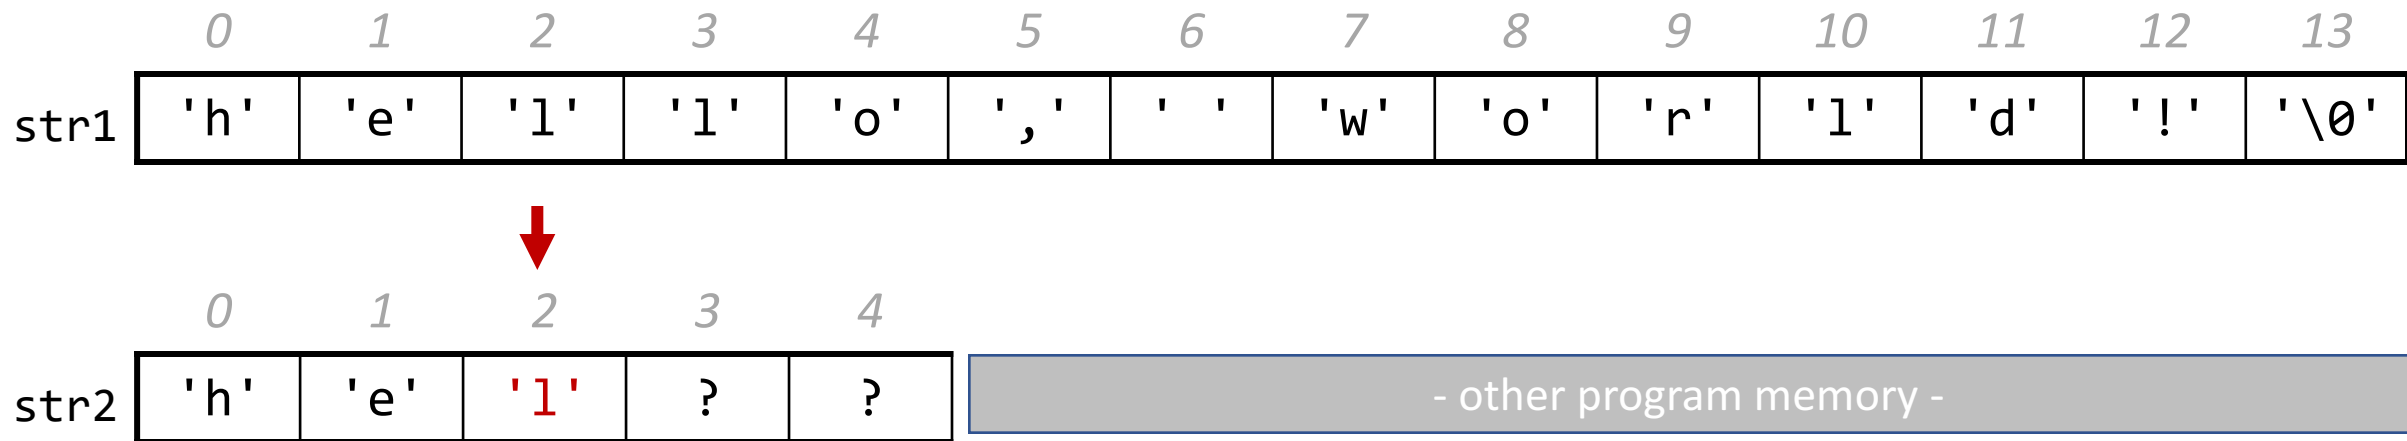 0 1 2 3 4 5 6 7 8 9 10 11 12 13
str1 'h' 'e' 'l' 'l' 'o' ',' ' ' 'w' 'o' 'r' 'l' 'd' '!' '\0'
0 1 2 3 4
str2 'h' 'e' 'l' ? ? - other program memory -